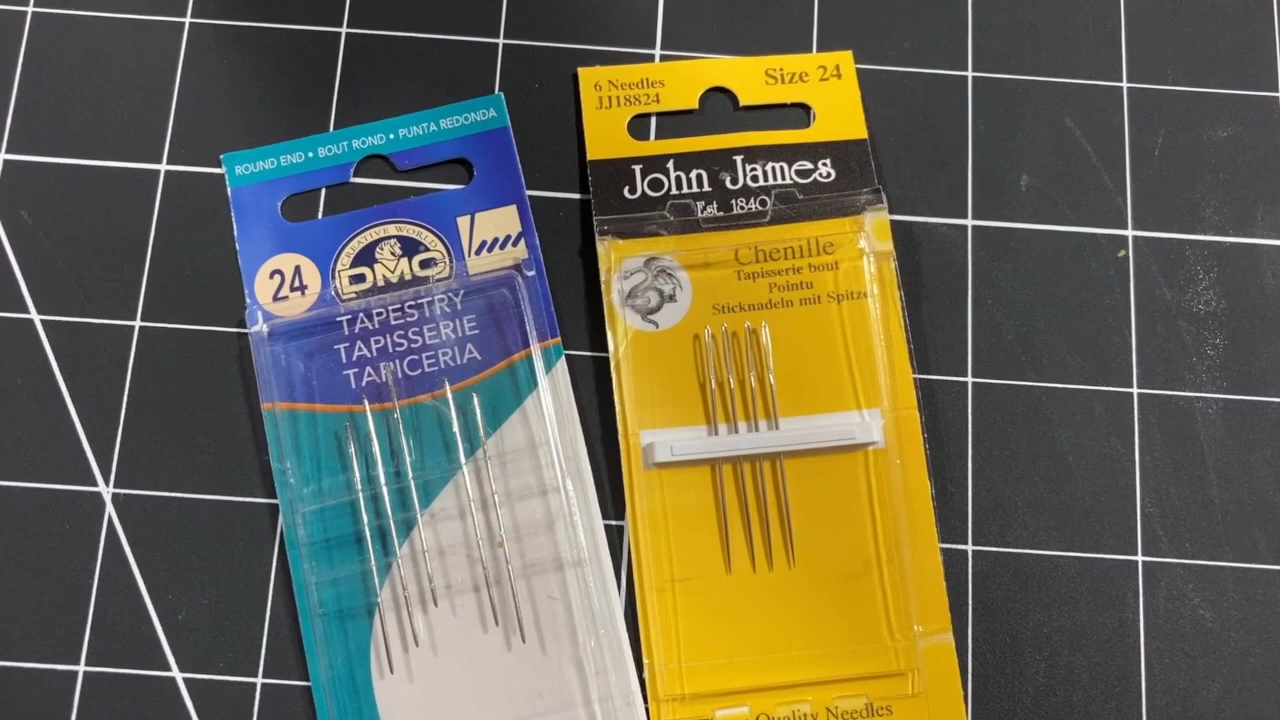 ROUND END • BOUT ROND • PUNTA REDONDA
CREATIVE WORLD
DMC
24
TAPESTRY
TAPISSERIE
TAPICERIA
6 Needles
JJ18824
Size 24
John James
Est. 1840
Chenille
Tapisserie bout
Pointu
Sticknadeln mit Spitze
Quality Needles